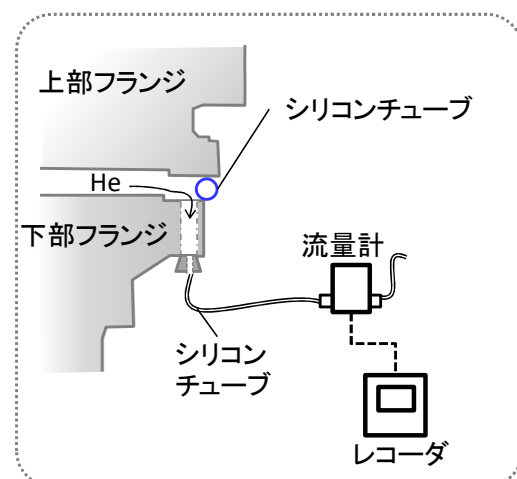 上部フランジ
シリコンチューブ
He
下部フランジ
流量計
シリコン
チューブ
レコーダ